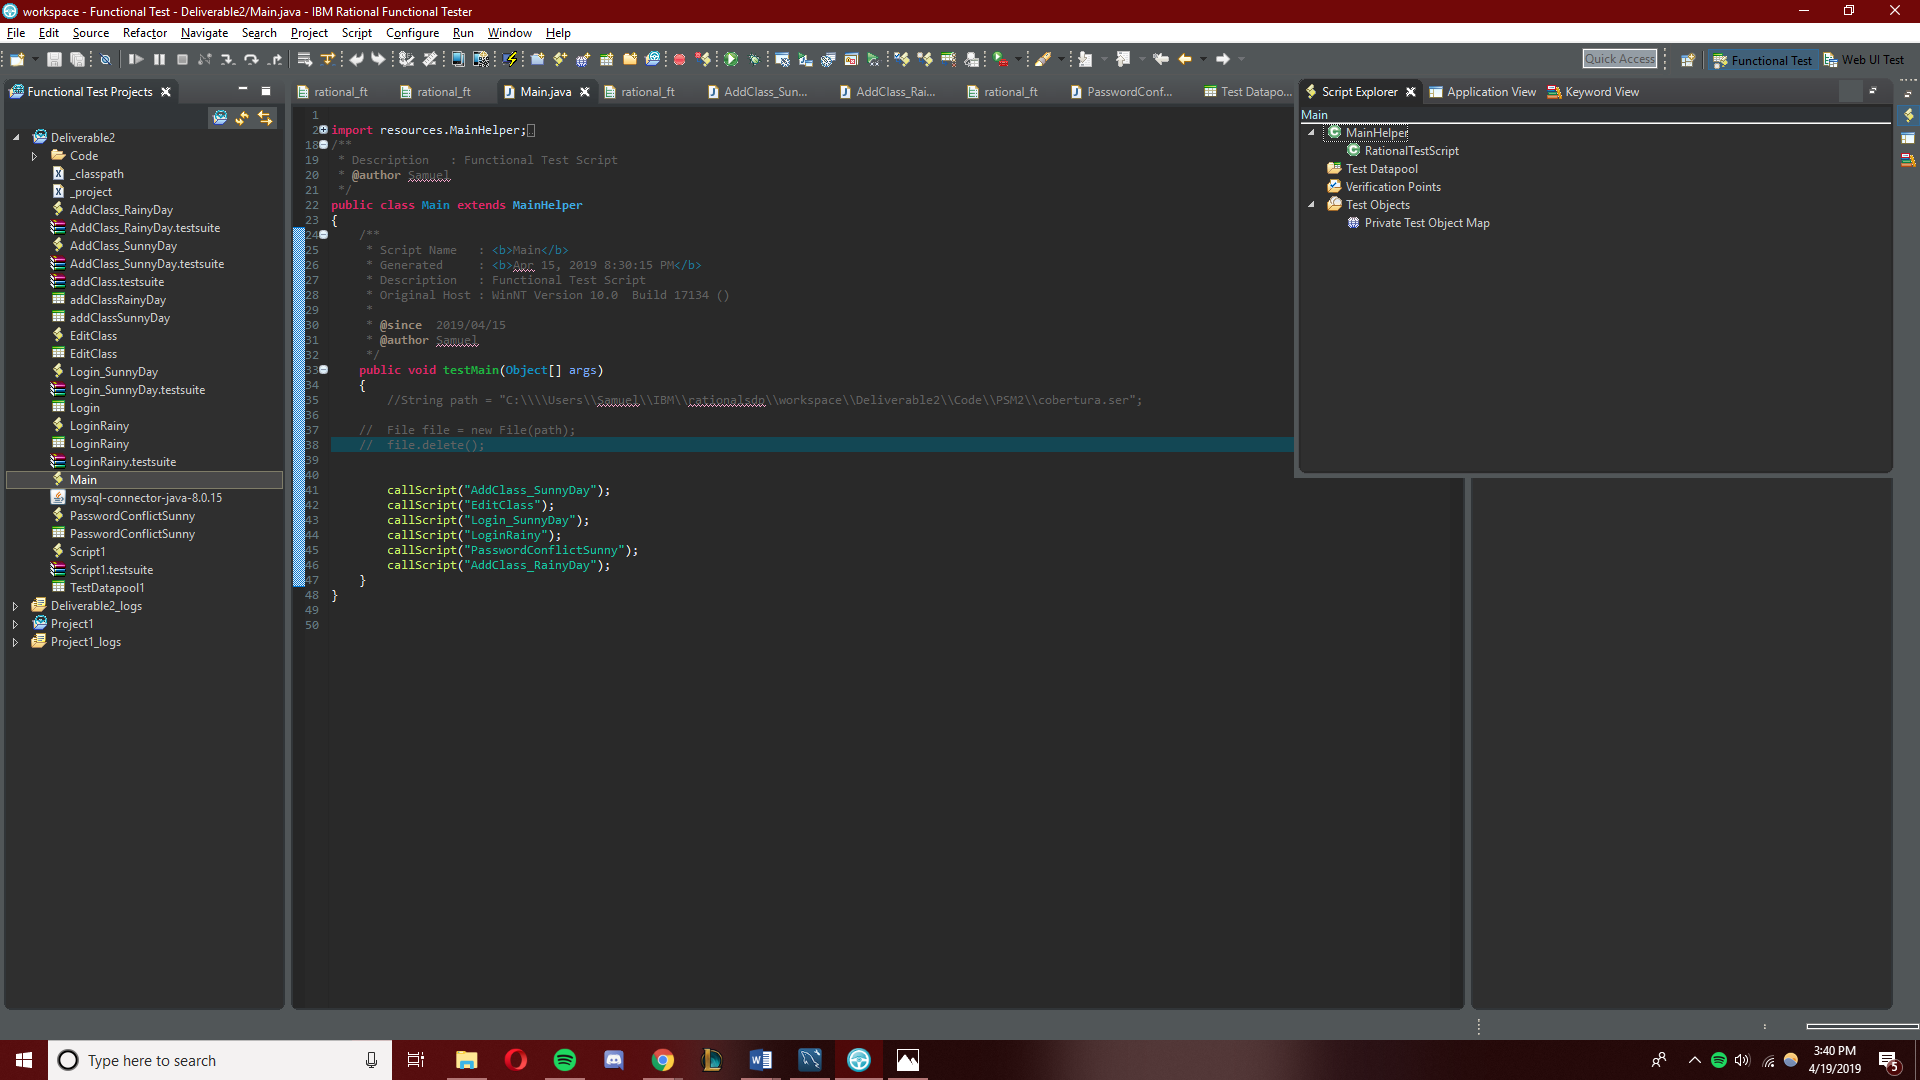 workspace - Functional Test - Deliverable2/Main.java - IBM Rational Functional Tester
File Edit Source Refactor Navigate Search Project Script Configure Run Window Help
Quick Access
Functional Test
Web UI Test
Functional Test Projects
Deliverable2
Code
_classpath
_project
AddClass_RainyDay
AddClass_RainyDay.testsuite
AddClass_SunnyDay
AddClass_SunnyDay.testsuite
addClass.testsuite
addClassRainyDay
addClassSunnyDay
EditClass
EditClass
Login_SunnyDay
Login_SunnyDay.testsuite
Login
LoginRainy
LoginRainy
LoginRainy.testsuite
Main
mysql-connector-java-8.0.15
PasswordConflictSunny
PasswordConflictSunny
Script1
Script1.testsuite
TestDatapool1
Deliverable2_logs
Project1
Project1_logs
rational_ft rational_ft Main.java rational_ft AddClass_Sun... AddClass_Rai... rational_ft PasswordConf... Test Datapo...
1
2 import resources.MainHelper;
18 /**
19 * Description : Functional Test Script
20 * @author Samuel
21 */
22 public class Main extends MainHelper
23 {
24 /**
25 * Script Name : <b>Main</b>
26 * Generated : <b>Apr 15, 2019 8:30:15 PM</b>
27 * Description : Functional Test Script
28 * Original Host : WinNT Version 10.0 Build 17134 ()
29 *
30 * @since 2019/04/15
31 * @author Samuel
32 */
33 public void testMain(Object[] args)
34 {
35 //String path = "C:\\\\Users\\Samuel\\IBM\\rationalsdp\\workspace\\Deliverable2\\Code\\PSM2\\cobertura.ser";
36
37 // File file = new File(path);
38 // file.delete();
39
40
41 callScript("AddClass_SunnyDay");
42 callScript("EditClass");
43 callScript("Login_SunnyDay");
44 callScript("LoginRainy");
45 callScript("PasswordConflictSunny");
46 callScript("AddClass_RainyDay");
47 }
48 }
49
50
Script Explorer Application View Keyword View
Main
MainHelper
RationalTestScript
Test Datapool
Verification Points
Test Objects
Private Test Object Map
Type here to search
3:40 PM
4/19/2019
5